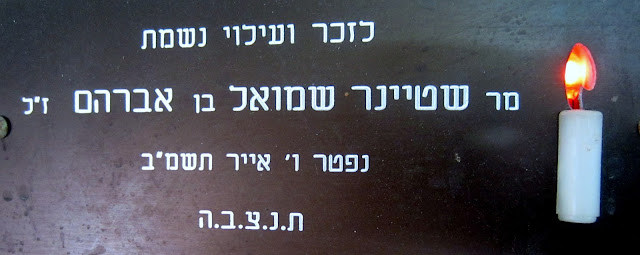 לזכר ועילוי נשמת
מר שטיינר שמואל בן אברהם ז"ל
נפטר ו' אייר תשמ"ב
ת.נ.צ.ב.ה